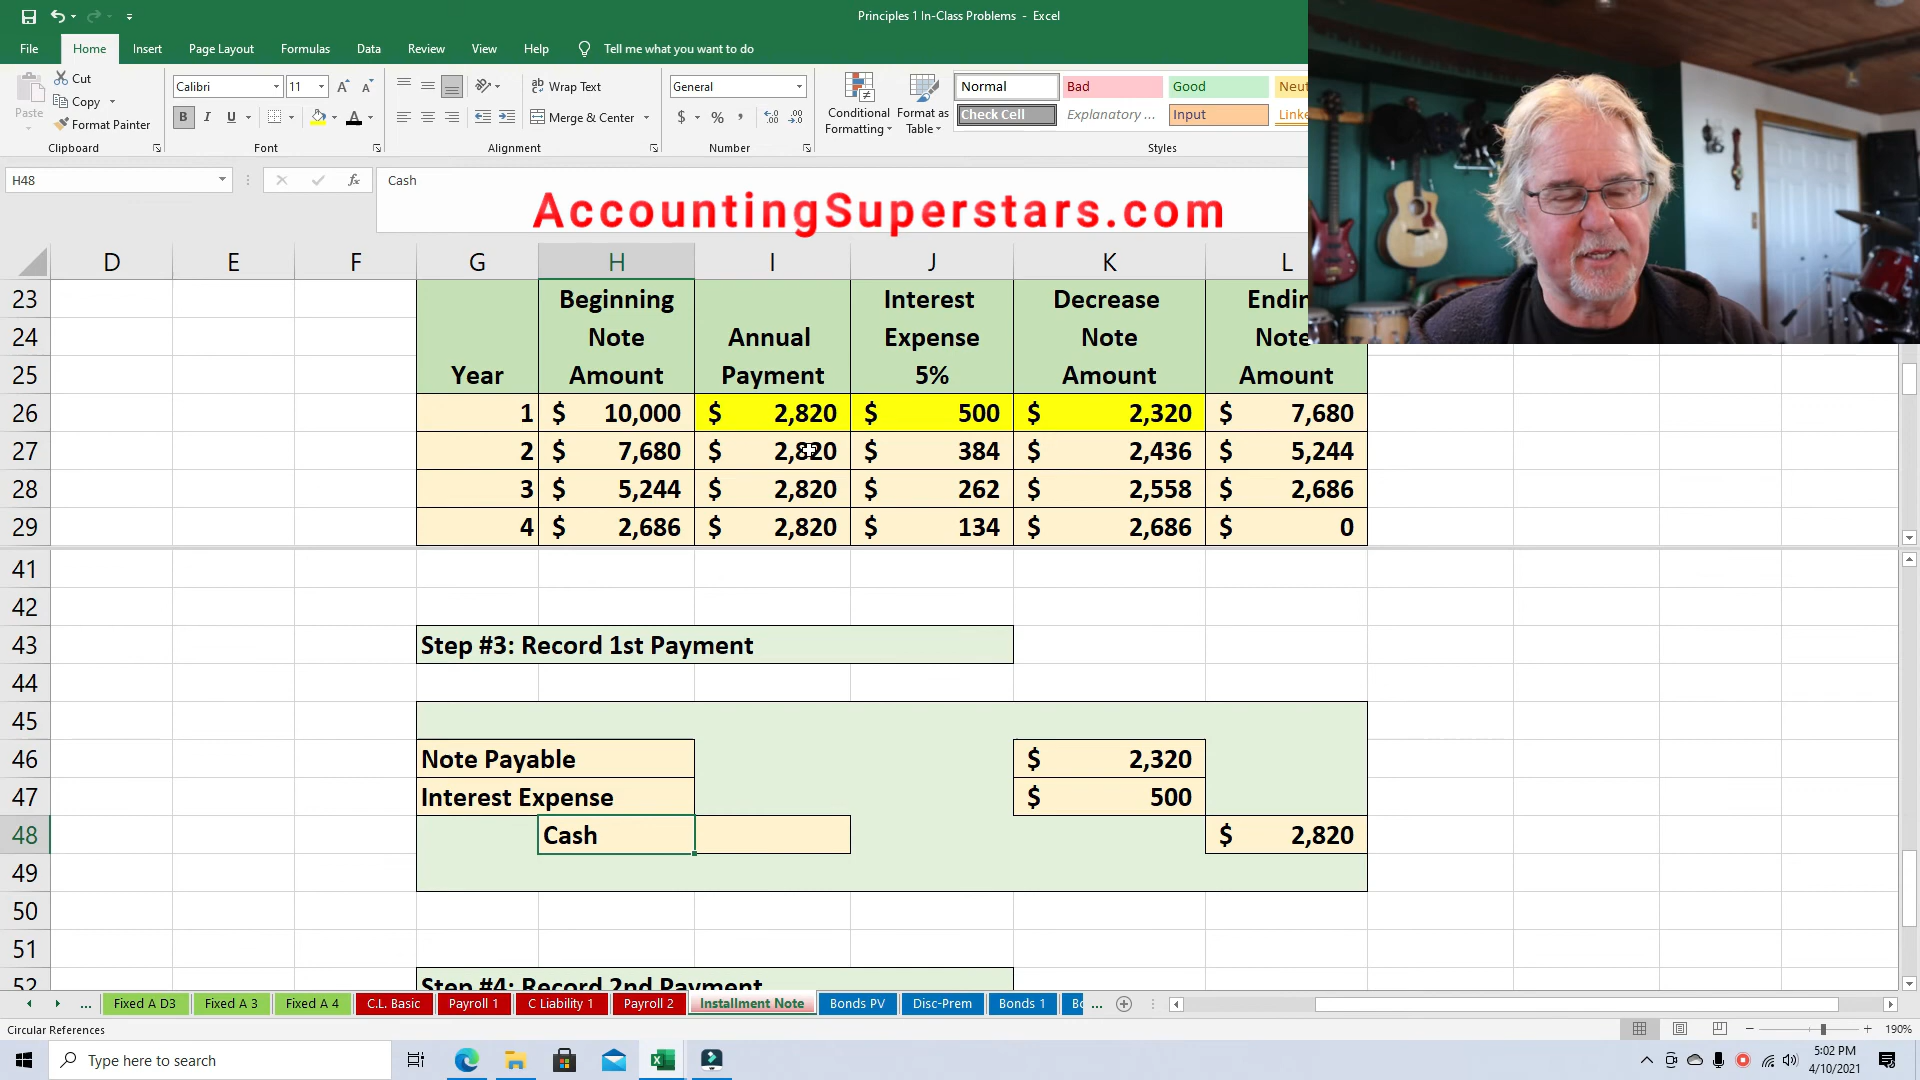 Principles 1 In-Class Problems - Excel
File Home Insert Page Layout Formulas Data Review View Help Tell me what you want to do
Paste
Cut
Copy
Format Painter
Clipboard
Calibri 11
B I U
Font
Wrap Text
Merge & Center
Alignment
General
$ % ,
Number
Conditional Formatting
Format as Table
Normal Bad Good
Check Cell Explanatory ... Input
Styles
H48 fx Cash
AccountingSuperstars.com
D E F G H I J K L
23 Beginning Interest Decrease
24 Note Annual Expense Note Note
25 Year Amount Payment 5% Amount Amount
26 1 $ 10,000 $ 2,820 $ 500 $ 2,320 $ 7,680
27 2 $ 7,680 $ 2,820 $ 384 $ 2,436 $ 5,244
28 3 $ 5,244 $ 2,820 $ 262 $ 2,558 $ 2,686
29 4 $ 2,686 $ 2,820 $ 134 $ 2,686 $ 0
41
42
43 Step #3: Record 1st Payment
44
45
46 Note Payable $ 2,320
47 Interest Expense $ 500
48 Cash $ 2,820
49
50
51
52 Step #4: Record 2nd Payment
... Fixed A D3 Fixed A 3 Fixed A 4 C.L. Basic Payroll 1 C Liability 1 Payroll 2 Installment Note Bonds PV Disc-Prem Bonds 1 ...
Circular References 190%
Type here to search
5:02 PM
4/10/2021